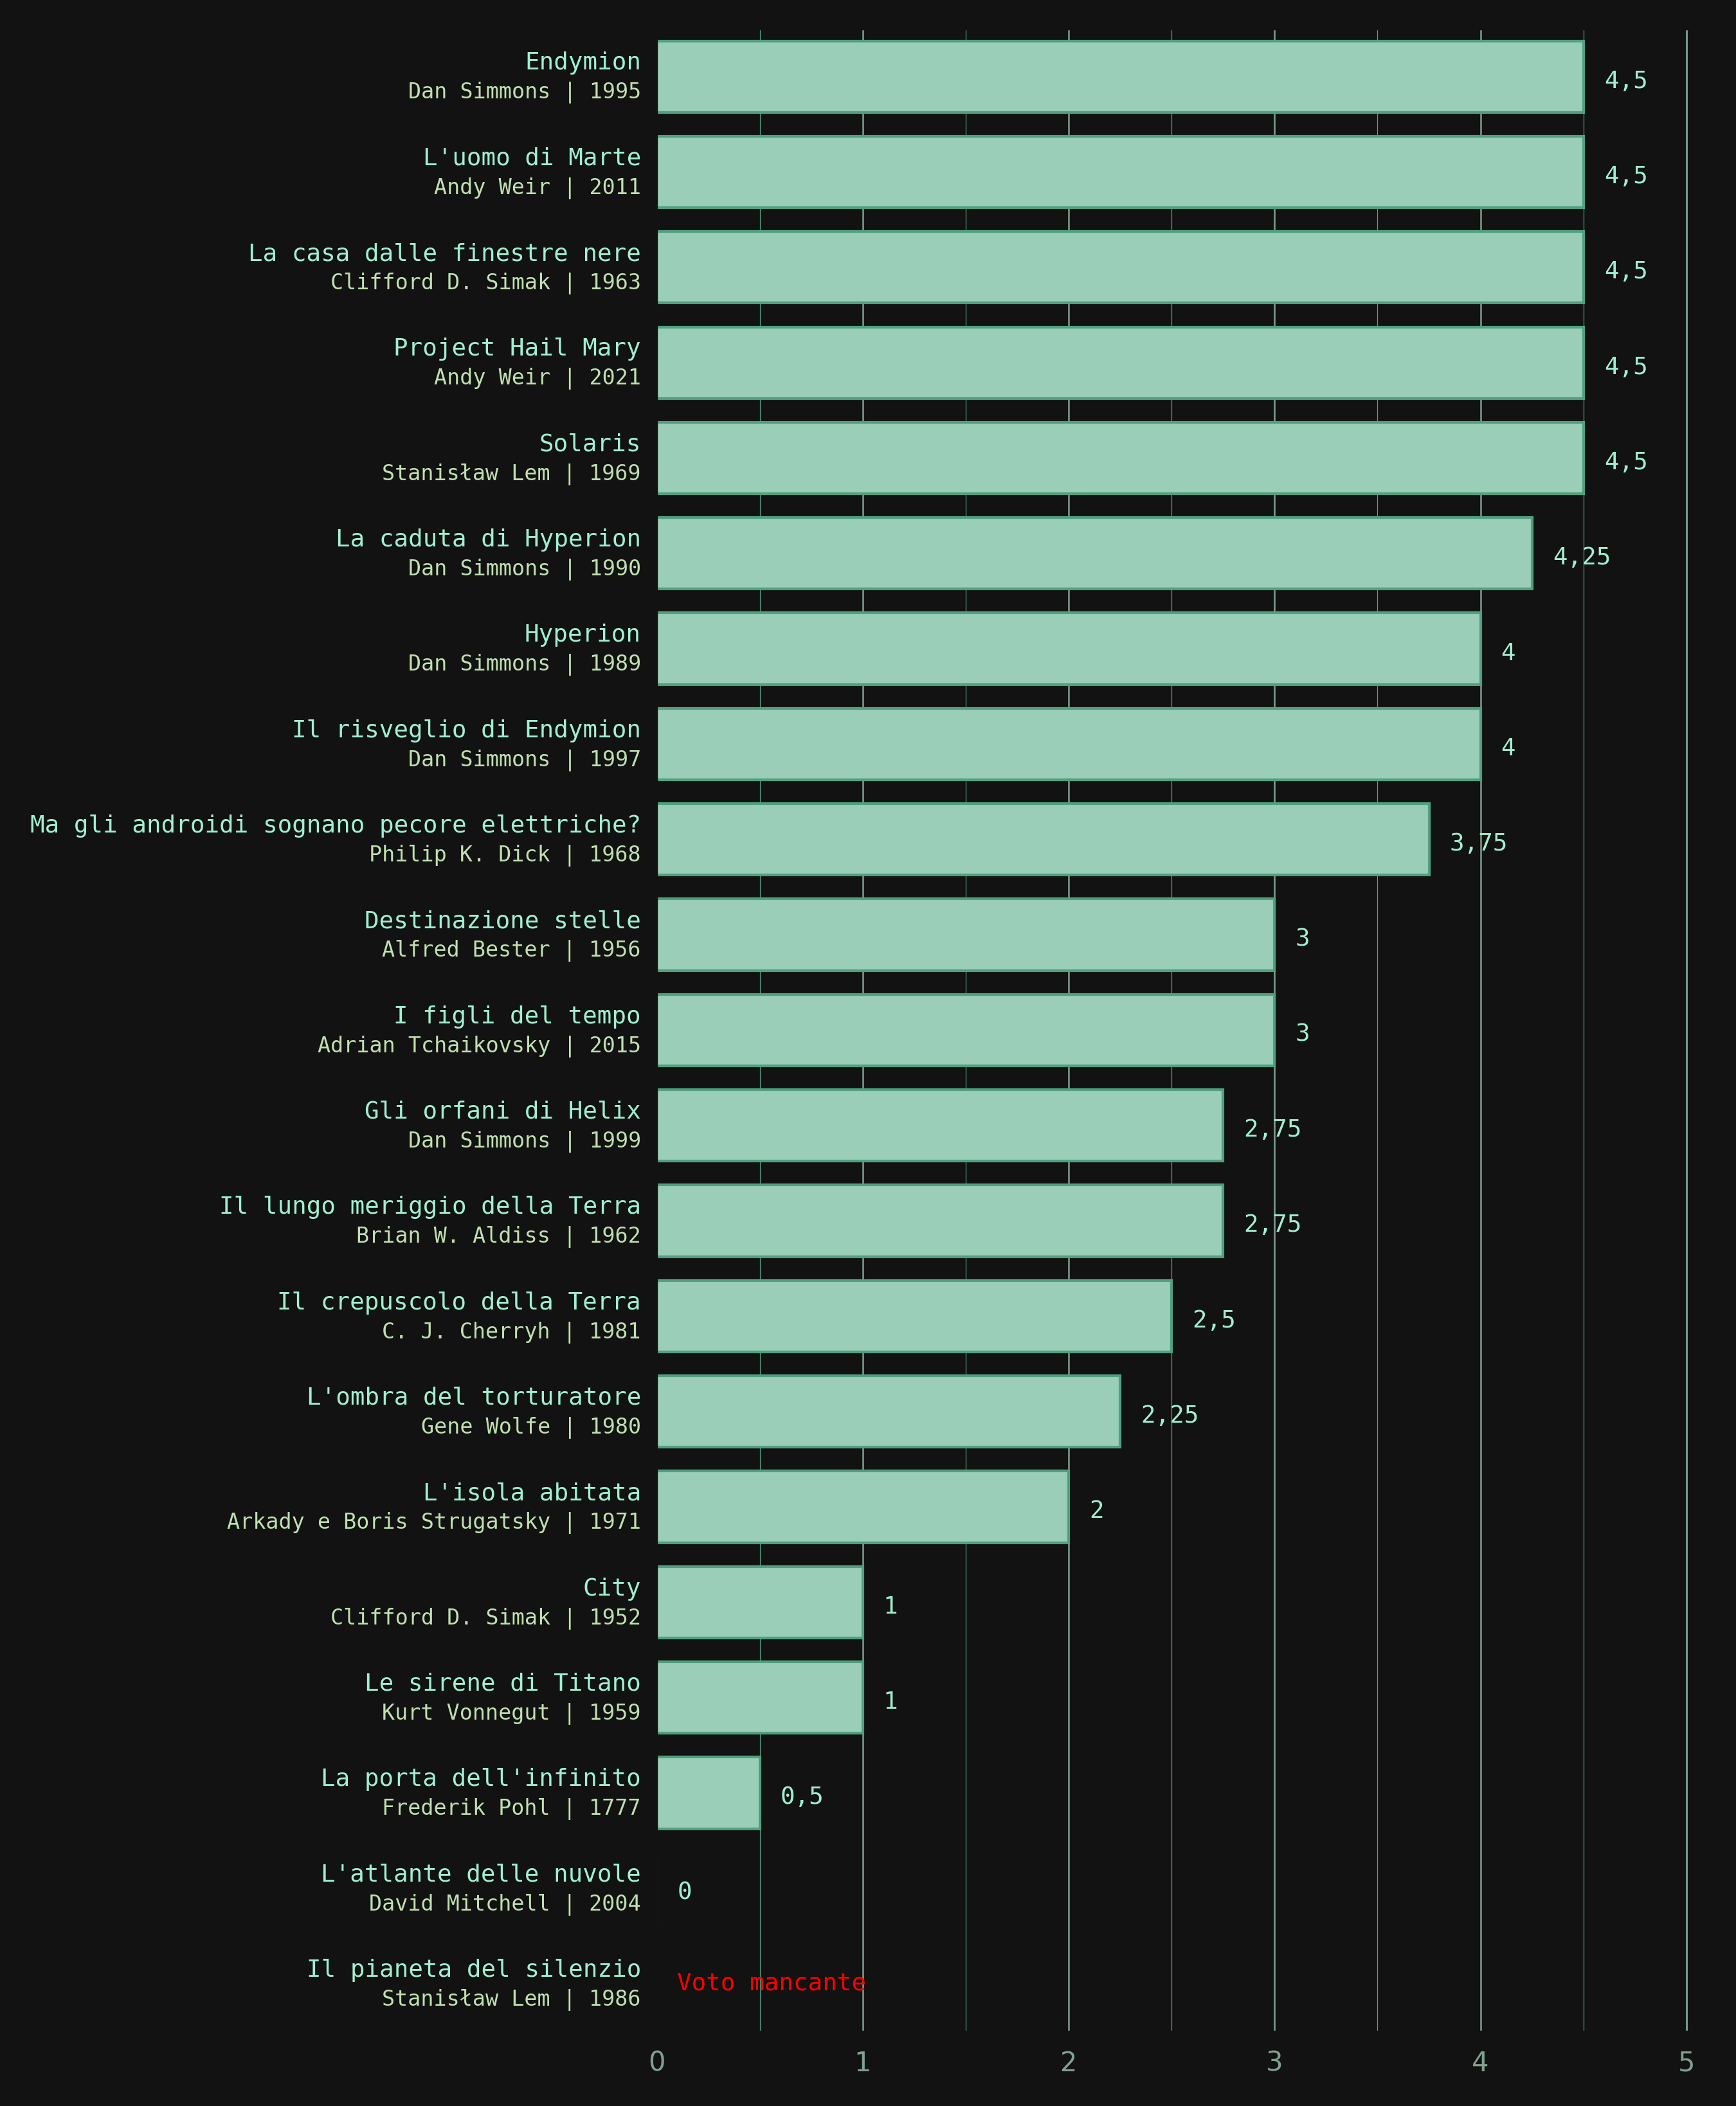 Endymion
Dan Simmons | 1995
4,5
L'uomo di Marte
Andy Weir | 2011
4,5
La casa dalle finestre nere
Clifford D. Simak | 1963
4,5
Project Hail Mary
Andy Weir | 2021
4,5
Solaris
Stanisław Lem | 1969
4,5
La caduta di Hyperion
Dan Simmons | 1990
4,25
Hyperion
Dan Simmons | 1989
4
Il risveglio di Endymion
Dan Simmons | 1997
4
Ma gli androidi sognano pecore elettriche?
Philip K. Dick | 1968
3,75
Destinazione stelle
Alfred Bester | 1956
3
I figli del tempo
Adrian Tchaikovsky | 2015
3
Gli orfani di Helix
Dan Simmons | 1999
2,75
Il lungo meriggio della Terra
Brian W. Aldiss | 1962
2,75
Il crepuscolo della Terra
C. J. Cherryh | 1981
2,5
L'ombra del torturatore
Gene Wolfe | 1980
2,25
L'isola abitata
Arkady e Boris Strugatsky | 1971
2
City
Clifford D. Simak | 1952
1
Le sirene di Titano
Kurt Vonnegut | 1959
1
La porta dell'infinito
Frederik Pohl | 1777
0,5
L'atlante delle nuvole
David Mitchell | 2004
0
Il pianeta del silenzio
Stanisław Lem | 1986
Voto mancante
0 1 2 3 4 5